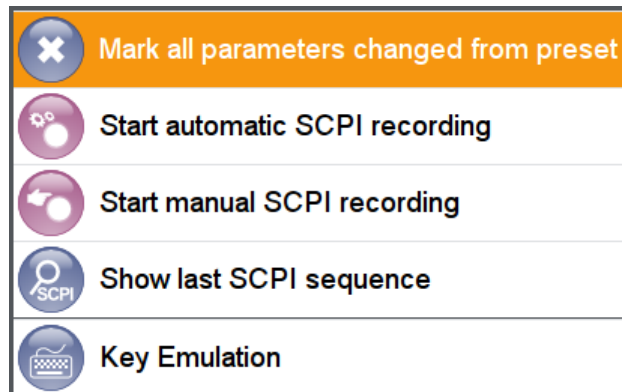 Mark all parameters changed from preset
Start automatic SCPI recording
Start manual SCPI recording
Show last SCPI sequence
SCPI
Key Emulation